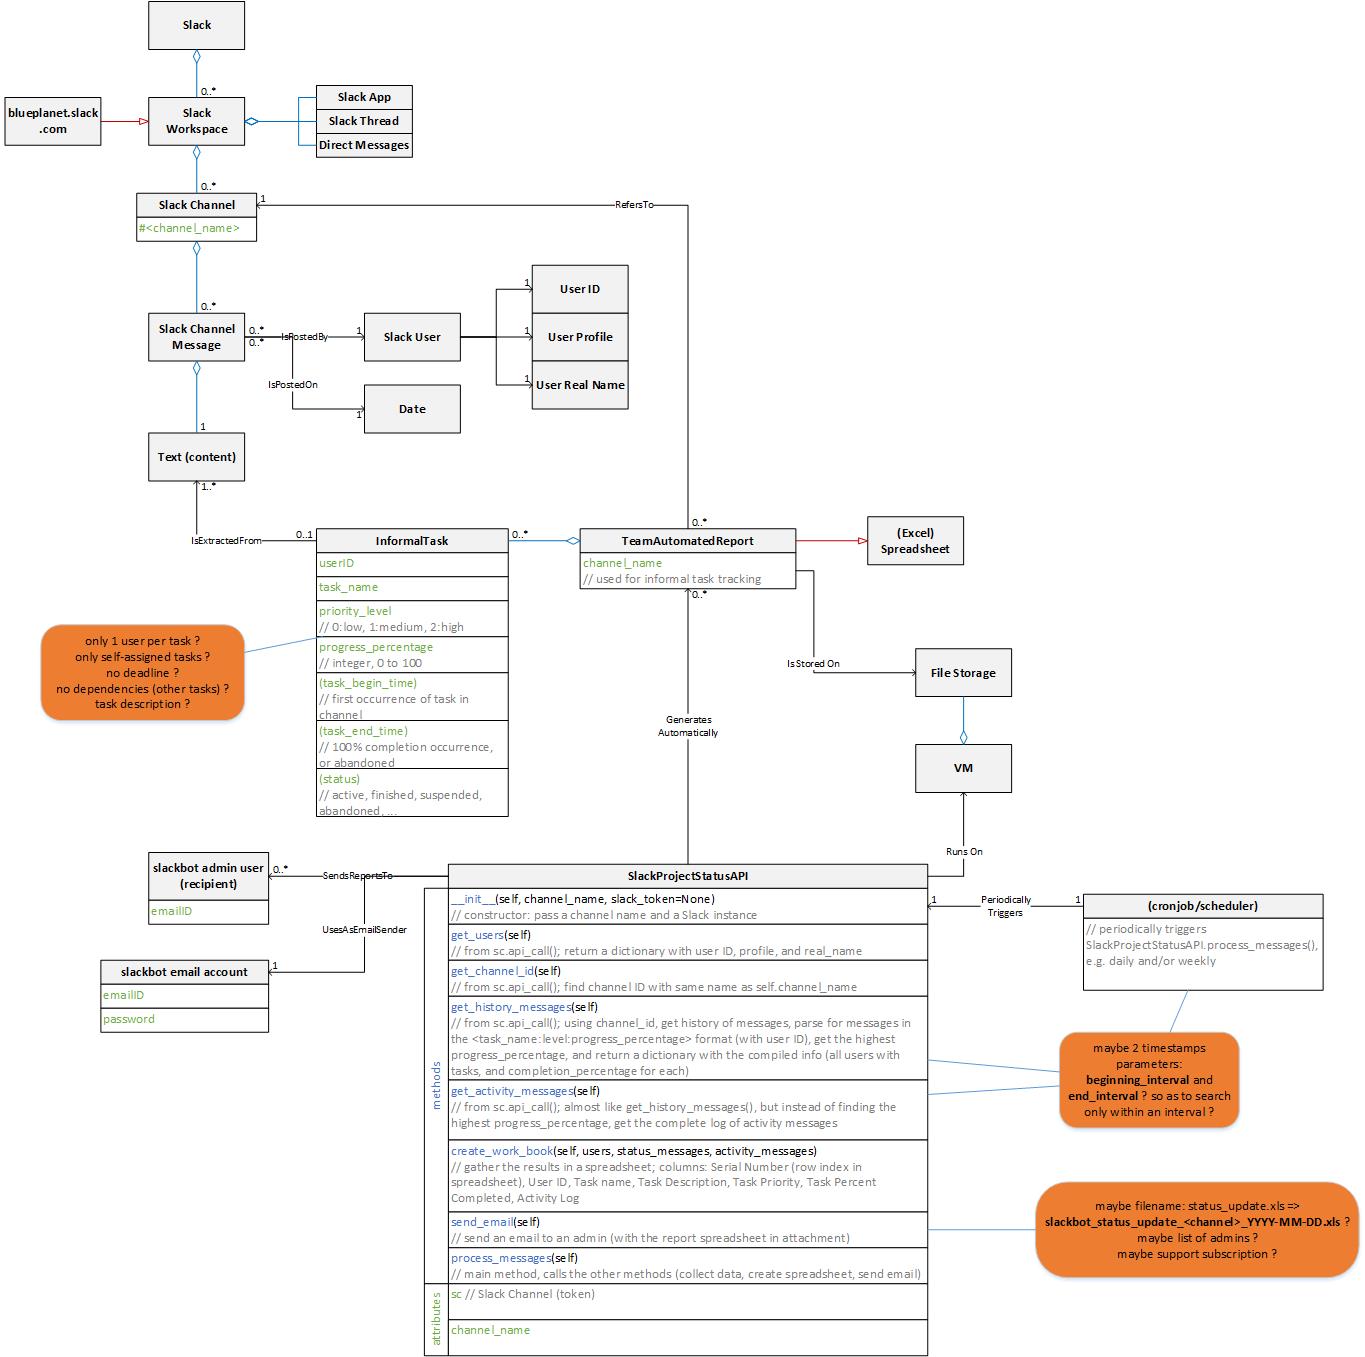 Slack
0..*
blueplanet.slack
.com
Slack
Workspace
Slack App
Slack Thread
Direct Messages
0..*
Slack Channel
1
RefersTo
#<channel_name>
0..*
Slack Channel
Message
0..*
0..*
IsPostedBy
1
Slack User
1
User ID
1
User Profile
1
User Real Name
IsPostedOn
1
Date
1
Text (content)
1..*
IsExtractedFrom
0..1
InformalTask
userID
task_name
priority_level
// 0:low, 1:medium, 2:high
progress_percentage
// integer, 0 to 100
(task_begin_time)
// first occurrence of task in
channel
(task_end_time)
// 100% completion occurrence,
or abandoned
(status)
// active, finished, suspended,
abandoned, ...
0..*
0..*
TeamAutomatedReport
channel_name
// used for informal task tracking
0..*
(Excel)
Spreadsheet
only 1 user per task ?
only self-assigned tasks ?
no deadline ?
no dependencies (other tasks) ?
task description ?
Is Stored On
File Storage
Generates
Automatically
VM
Runs On
slackbot admin user
(recipient)
emailID
0..*
SendsReportsTo
UsesAsEmailSender
1
slackbot email account
emailID
password
SlackProjectStatusAPI
methods
__init__(self, channel_name, slack_token=None)
// constructor: pass a channel name and a Slack instance
get_users(self)
// from sc.api_call(); return a dictionary with user ID, profile, and real_name
get_channel_id(self)
// from sc.api_call(); find channel ID with same name as self.channel_name
get_history_messages(self)
// from sc.api_call(); using channel_id, get history of messages, parse for messages in
the <task_name:level:progress_percentage> format (with user ID), get the highest
progress_percentage, and return a dictionary with the compiled info (all users with
tasks, and completion_percentage for each)
get_activity_messages(self)
// from sc.api_call(); almost like get_history_messages(), but instead of finding the
highest progress_percentage, get the complete log of activity messages
create_work_book(self, users, status_messages, activity_messages)
// gather the results in a spreadsheet; columns: Serial Number (row index in
spreadsheet), User ID, Task name, Task Description, Task Priority, Task Percent
Completed, Activity Log
send_email(self)
// send an email to an admin (with the report spreadsheet in attachment)
process_messages(self)
// main method, calls the other methods (collect data, create spreadsheet, send email)
attributes
sc // Slack Channel (token)
channel_name
1
Periodically
Triggers
1
(cronjob/scheduler)
// periodically triggers
SlackProjectStatusAPI.process_messages(),
e.g. daily and/or weekly
maybe 2 timestamps
parameters:
beginning_interval and
end_interval ? so as to search
only within an interval ?
maybe filename: status_update.xls =>
slackbot_status_update_<channel>_YYYY-MM-DD.xls ?
maybe list of admins ?
maybe support subscription ?